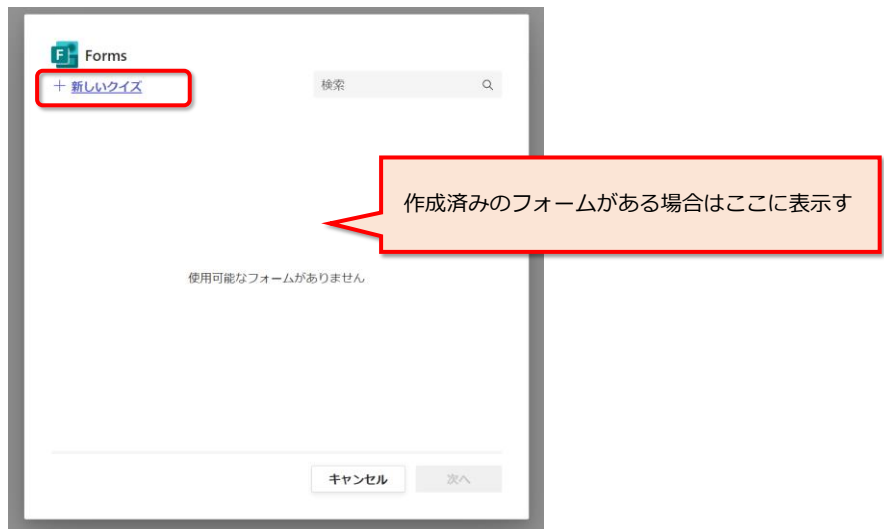 Forms
+ 新しいクイズ
検索
作成済みのフォームがある場合はここに表示す
使用可能なフォームがありません
キャンセル
次へ